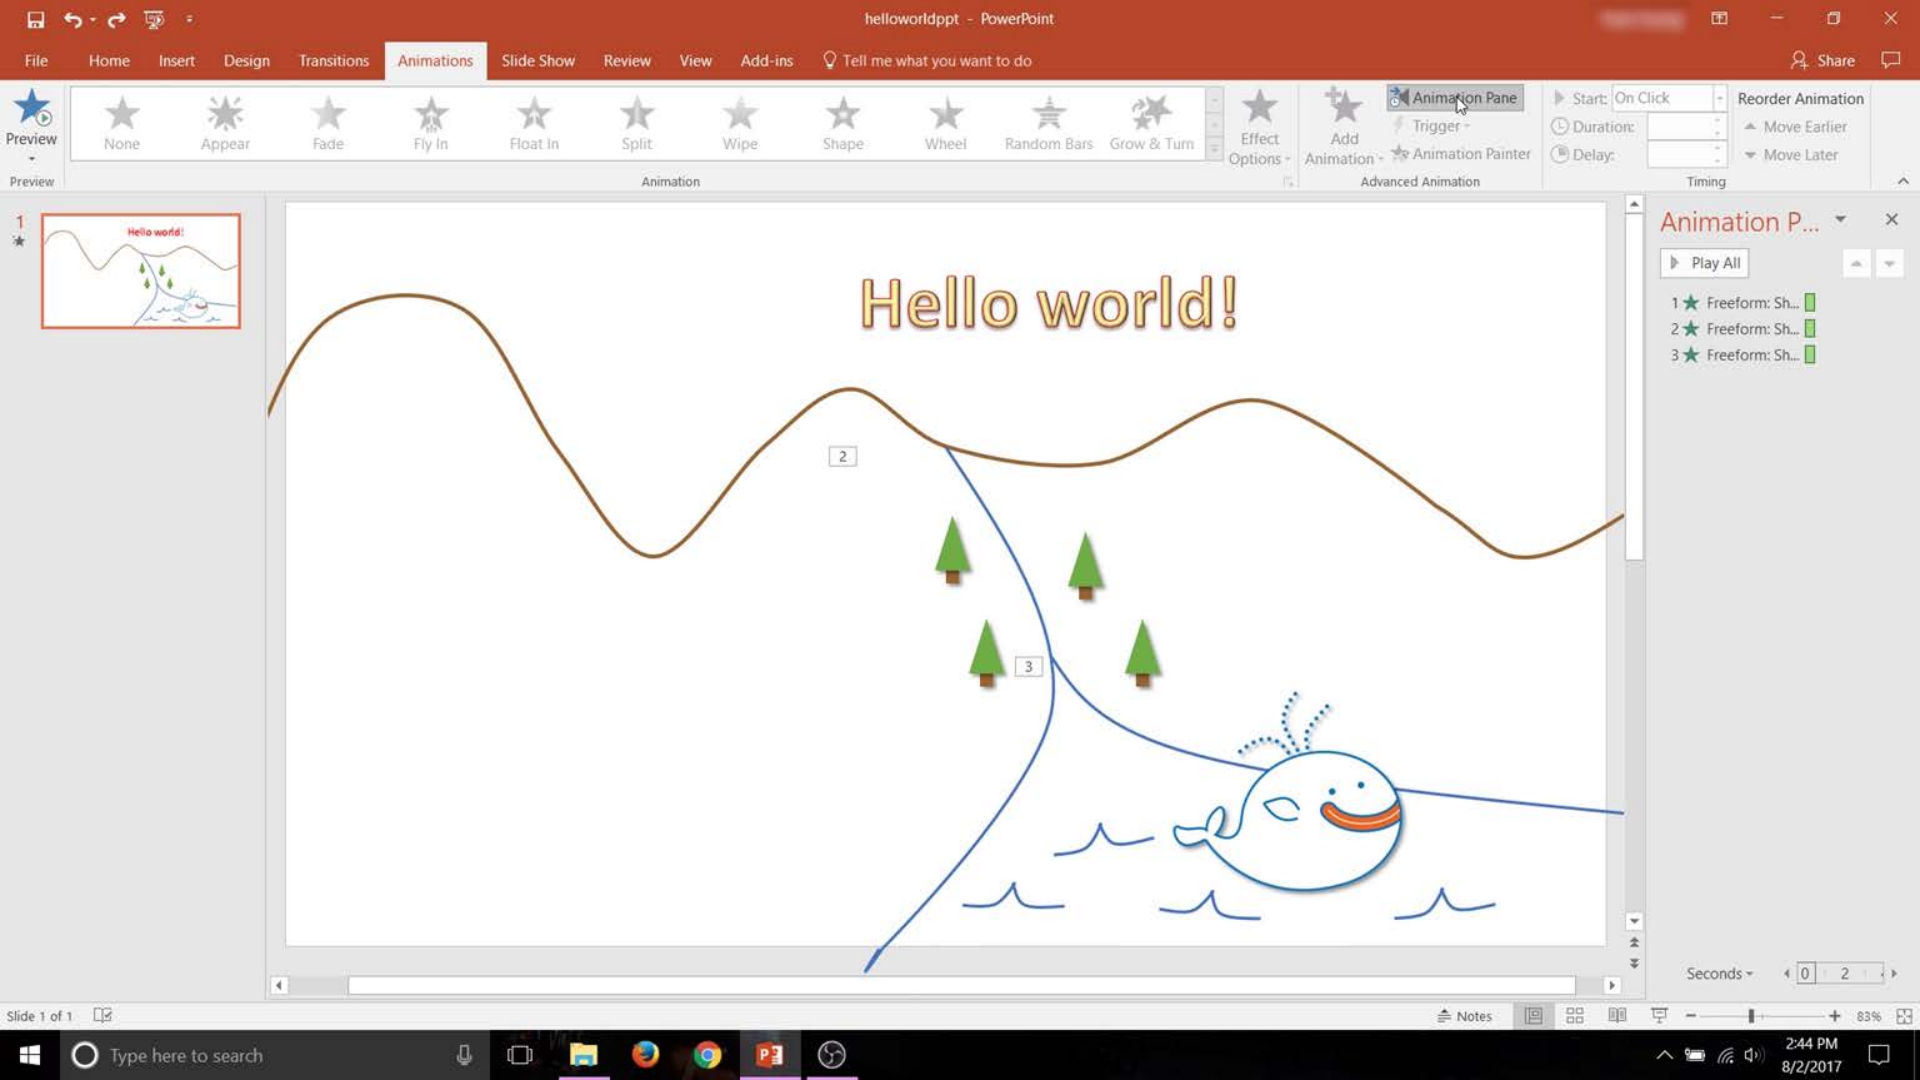 helloworldppt - PowerPoint
File Home Insert Design Transitions Animations Slide Show Review View Add-ins Tell me what you want to do Share
Preview
None Appear Fade Fly In Float In Split Wipe Shape Wheel Random Bars Grow & Turn
Effect Options
Add Animation
Animation Pane
Trigger
Animation Painter
Start: On Click
Duration:
Delay:
Reorder Animation
Move Earlier
Move Later
Preview Animation Advanced Animation Timing
1
Hello world!
Hello world!
2
3
Animation P...
Play All
1 Freeform: Sh...
2 Freeform: Sh...
3 Freeform: Sh...
Seconds 0 2
Slide 1 of 1 Notes 83%
Type here to search
2:44 PM
8/2/2017